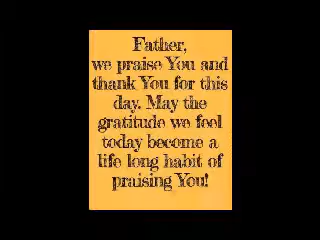 Father,
we praise You and
thank You for this
day. May the
gratitude we feel
today become a
life long habit of
praising You!